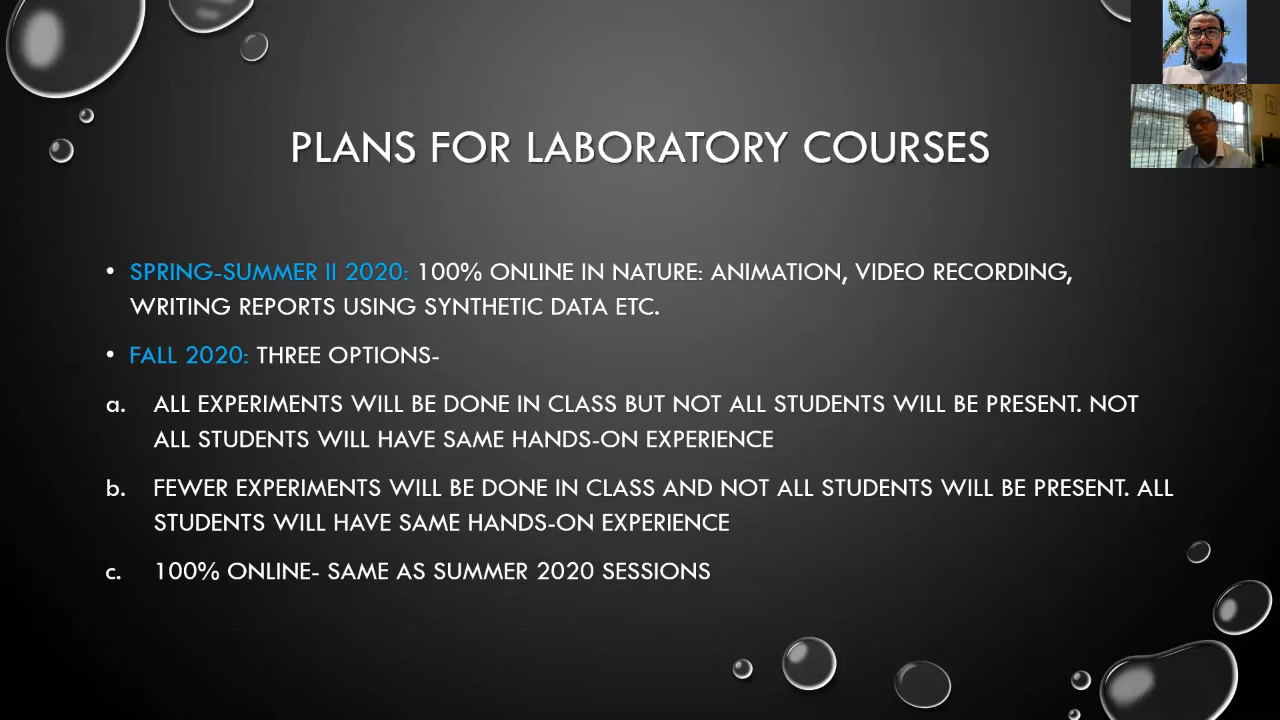 PLANS FOR LABORATORY COURSES
• SPRING-SUMMER II 2020: 100% ONLINE IN NATURE: ANIMATION, VIDEO RECORDING,
WRITING REPORTS USING SYNTHETIC DATA ETC.
• FALL 2020: THREE OPTIONS-
a. ALL EXPERIMENTS WILL BE DONE IN CLASS BUT NOT ALL STUDENTS WILL BE PRESENT. NOT
ALL STUDENTS WILL HAVE SAME HANDS-ON EXPERIENCE
b. FEWER EXPERIMENTS WILL BE DONE IN CLASS AND NOT ALL STUDENTS WILL BE PRESENT. ALL
STUDENTS WILL HAVE SAME HANDS-ON EXPERIENCE
c. 100% ONLINE- SAME AS SUMMER 2020 SESSIONS